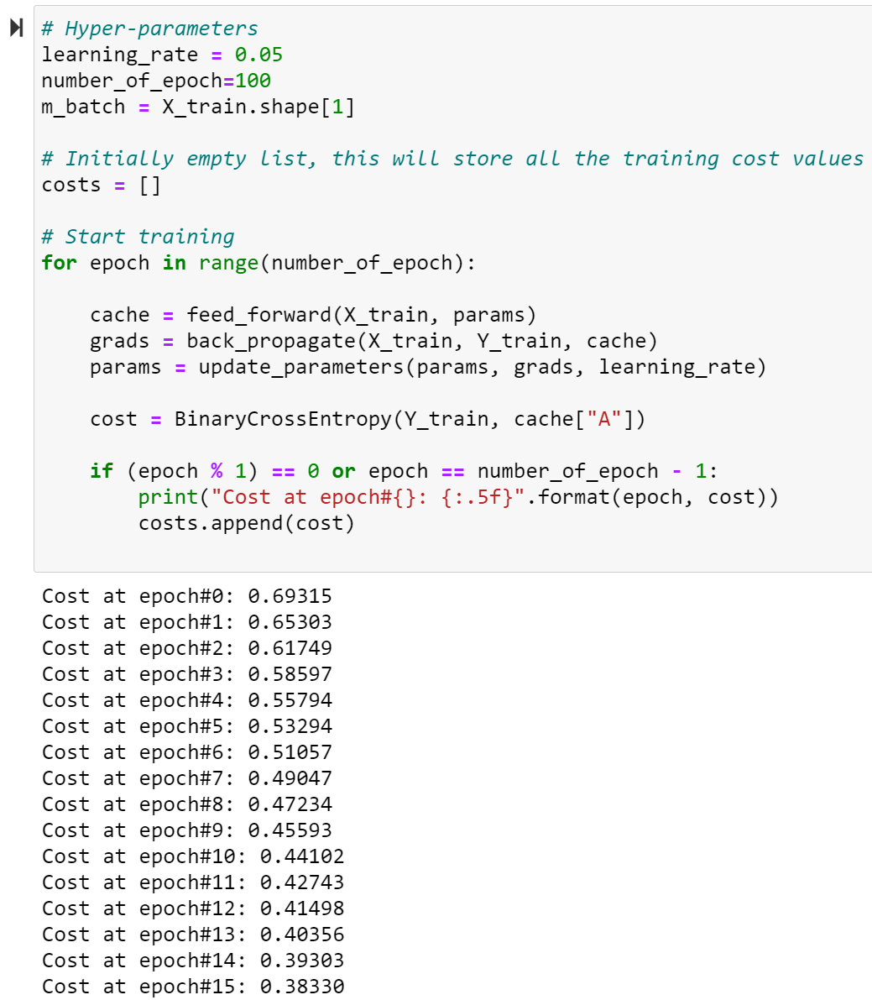 # Hyper-parameters
learning_rate = 0.05
number_of_epoch=100
m_batch = X_train.shape[1]
# Initially empty list, this will store all the training cost values
costs = []
# Start training
for epoch in range(number_of_epoch):
    cache = feed_forward(X_train, params)
    grads = back_propagate(X_train, Y_train, cache)
    params = update_parameters(params, grads, learning_rate)
    cost = BinaryCrossEntropy(Y_train, cache["A"])
    if (epoch % 1) == 0 or epoch == number_of_epoch - 1:
        print("Cost at epoch#{}: {:.5f}".format(epoch, cost))
        costs.append(cost)
Cost at epoch#0: 0.69315
Cost at epoch#1: 0.65303
Cost at epoch#2: 0.61749
Cost at epoch#3: 0.58597
Cost at epoch#4: 0.55794
Cost at epoch#5: 0.53294
Cost at epoch#6: 0.51057
Cost at epoch#7: 0.49047
Cost at epoch#8: 0.47234
Cost at epoch#9: 0.45593
Cost at epoch#10: 0.44102
Cost at epoch#11: 0.42743
Cost at epoch#12: 0.41498
Cost at epoch#13: 0.40356
Cost at epoch#14: 0.39303
Cost at epoch#15: 0.38330